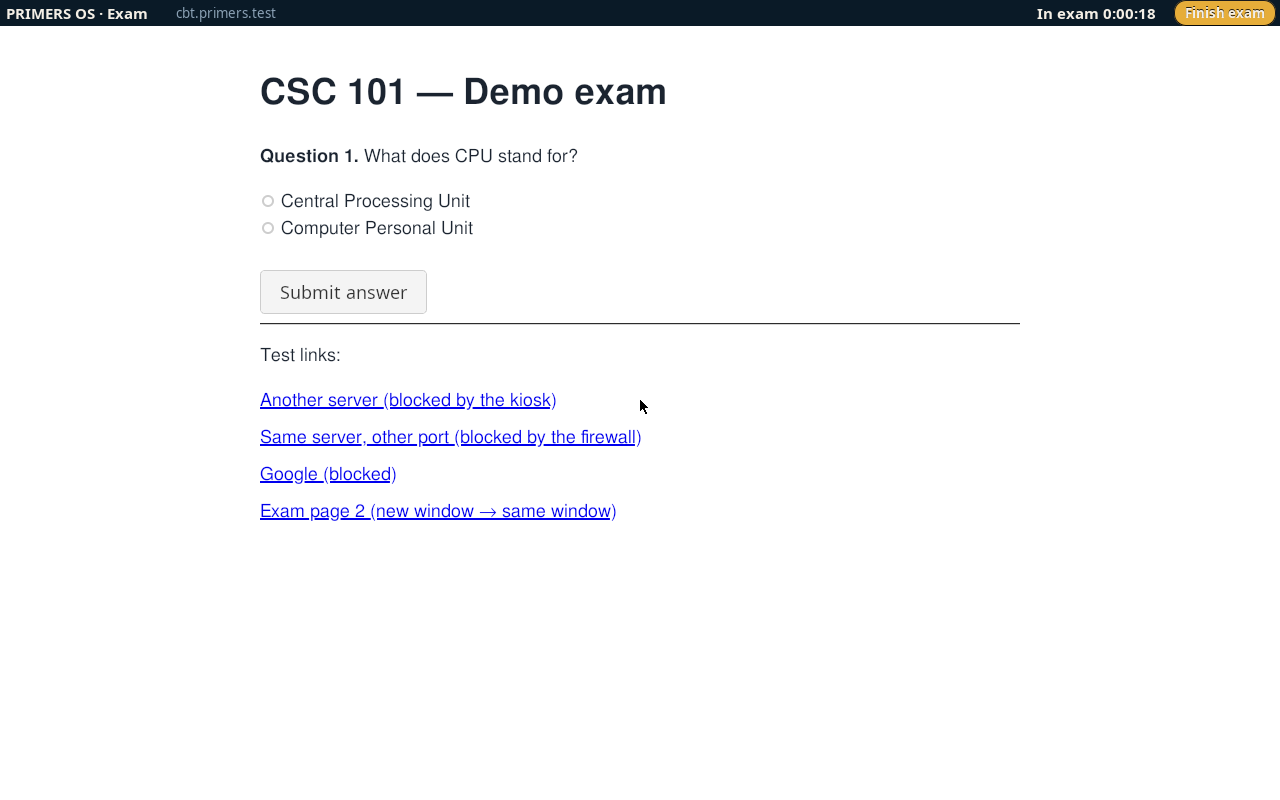 PRIMERS OS · Exam cbt.primers.test In exam 0:00:18 Finish exam
CSC 101 — Demo exam
Question 1. What does CPU stand for?
Central Processing Unit
Computer Personal Unit
Submit answer
Test links:
Another server (blocked by the kiosk)
Same server, other port (blocked by the firewall)
Google (blocked)
Exam page 2 (new window → same window)